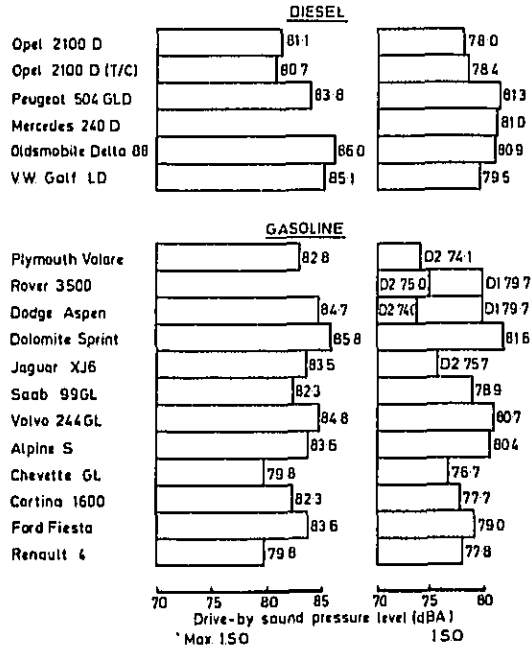 DIESEL
Opel 2100 D 81.1 78.0
Opel 2100 D (T/C) 80.7 78.4
Peugeot 504 GLD 83.8 81.3
Mercedes 240 D 81.0
Oldsmobile Delta 88 86.0 80.9
V.W. Golf LD 85.1 79.5
GASOLINE
Plymouth Volare 82.8 D2 74.1
Rover 3500 D2 75.0 D1 79.7
Dodge Aspen 84.7 D2 74.0 D1 79.7
Dolomite Sprint 85.8 81.6
Jaguar XJ6 83.5 D2 75.7
Saab 99GL 82.3 78.9
Volvo 244GL 84.8 80.7
Alpine S 83.6 80.4
Chevette GL 79.8 76.7
Cortina 1600 82.3 77.7
Ford Fiesta 83.6 79.0
Renault 4 79.8 77.8
70 75 80 85 70 75 80
Drive-by sound pressure level (dBA)
Max. I.S.O I.S.O